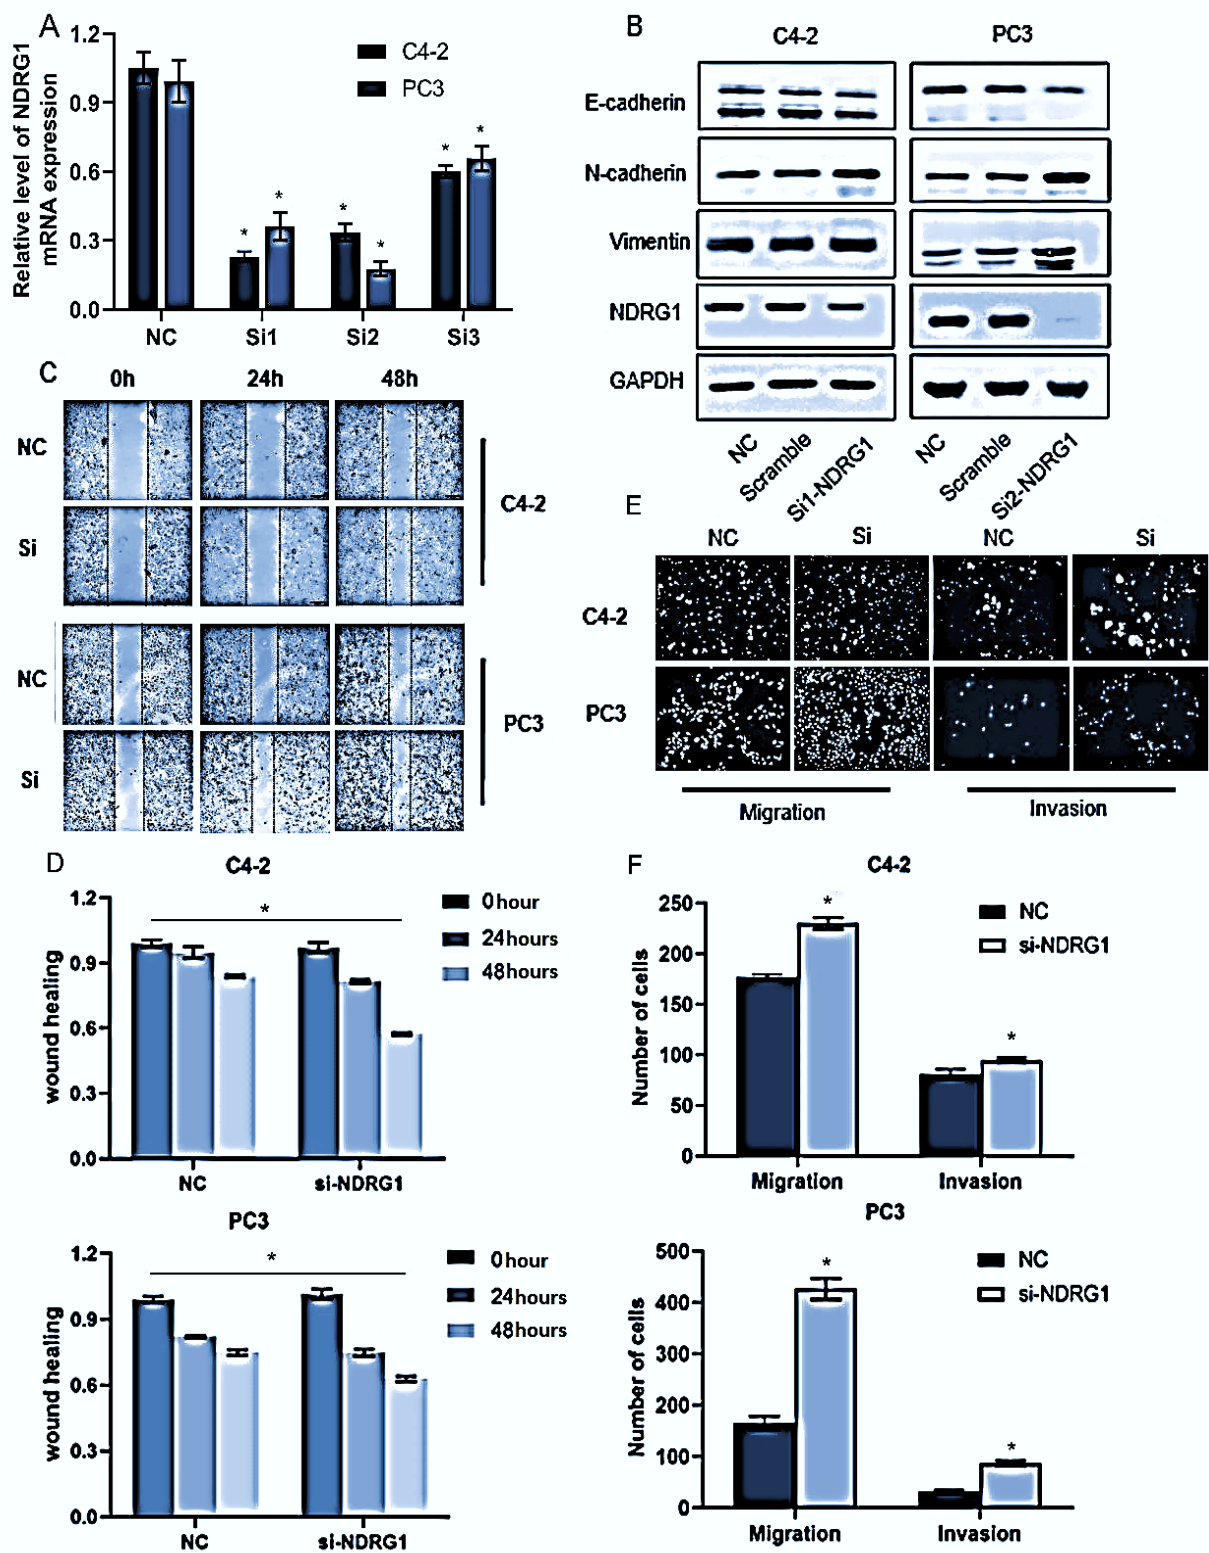 A
Relative level of NDRG1
mRNA expression
1.2
0.9
0.6
0.3
0.0
C4-2
PC3
* * * * * *
NC Si1 Si2 Si3
B
C4-2 PC3
E-cadherin
N-cadherin
Vimentin
NDRG1
GAPDH
NC Scramble Si1-NDRG1 NC Scramble Si2-NDRG1
C
0h 24h 48h
NC
Si
C4-2
NC
Si
PC3
E
NC Si NC Si
C4-2
PC3
Migration Invasion
D
C4-2
wound healing
1.2
0.9
0.6
0.3
0.0
*
0hour
24hours
48hours
NC si-NDRG1
PC3
wound healing
1.2
0.9
0.6
0.3
0.0
*
0hour
24hours
48hours
NC si-NDRG1
F
C4-2
Number of cells
250
200
150
100
50
0
* *
NC
si-NDRG1
Migration Invasion
PC3
Number of cells
500
400
300
200
100
0
* *
NC
si-NDRG1
Migration Invasion